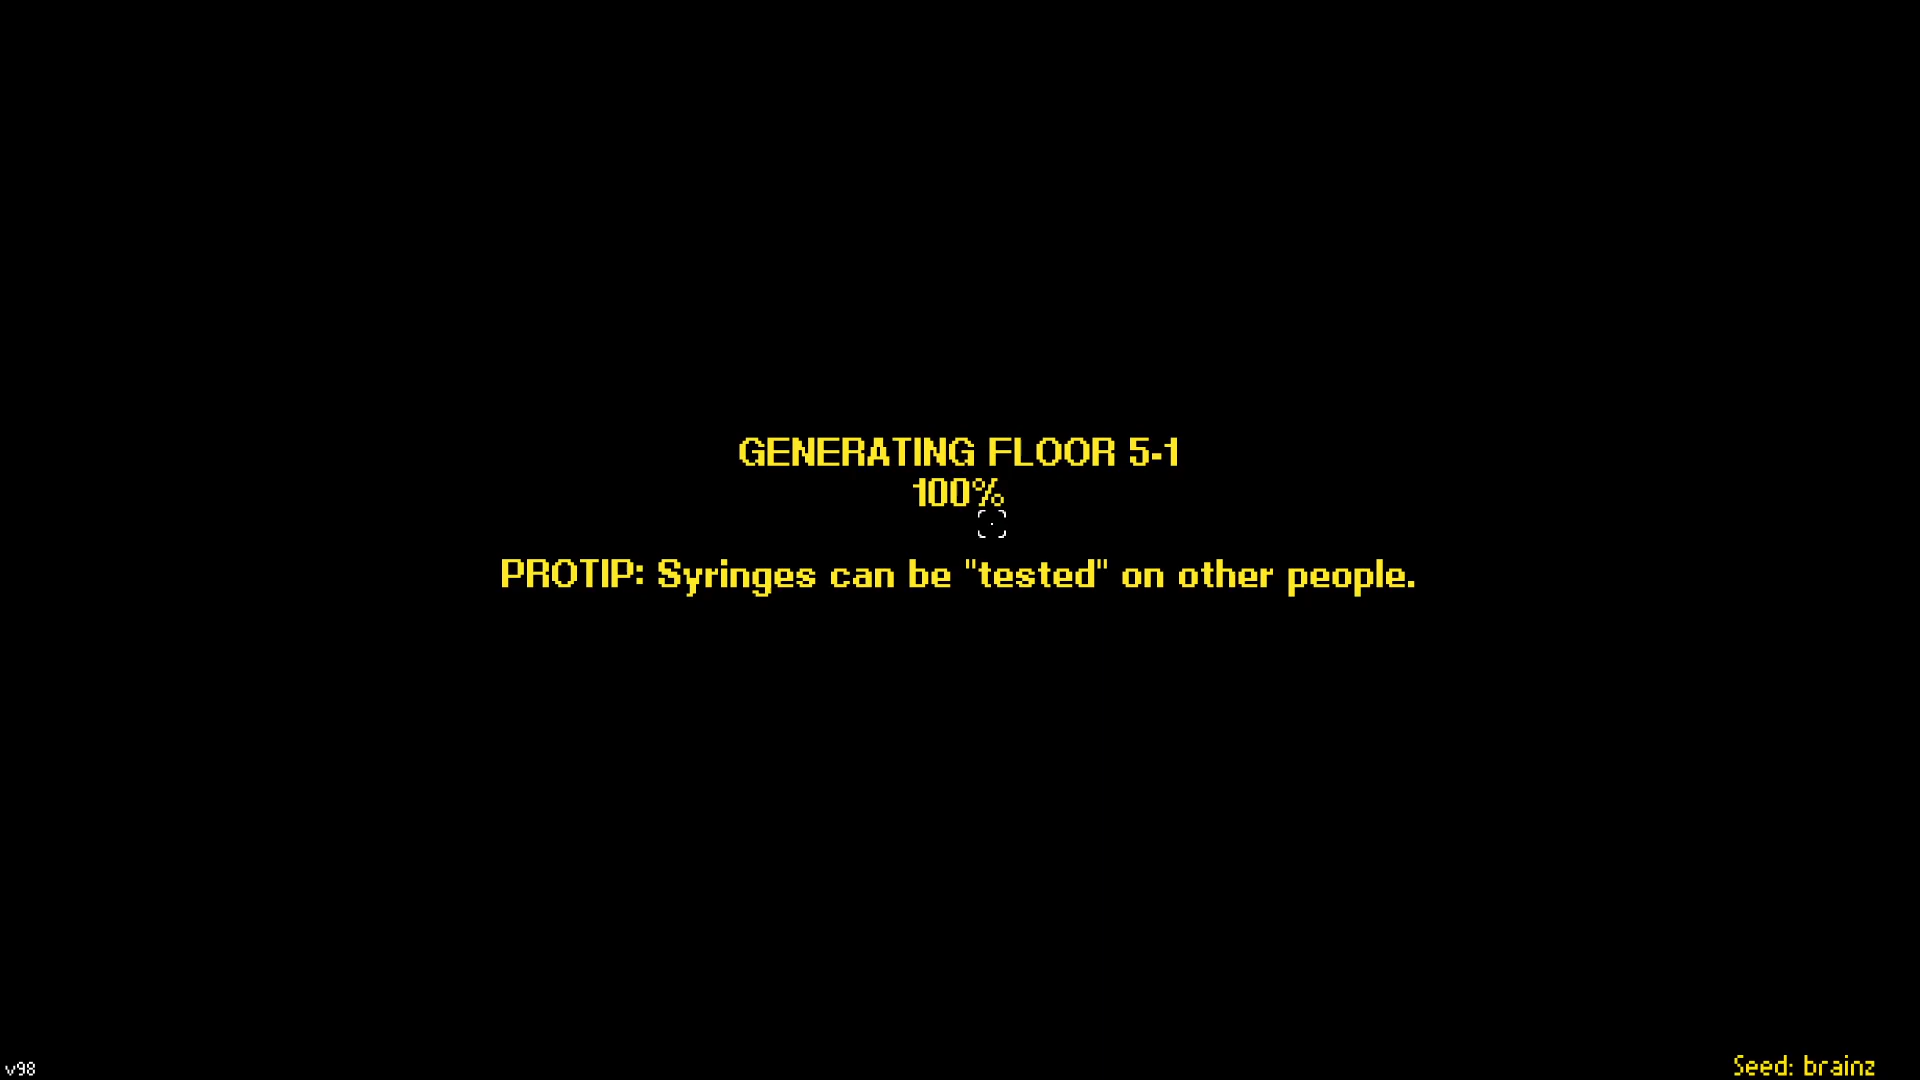 GENERATING FLOOR 5-1
100%
PROTIP: Syringes can be "tested" on other people.
v98
Seed: brainz